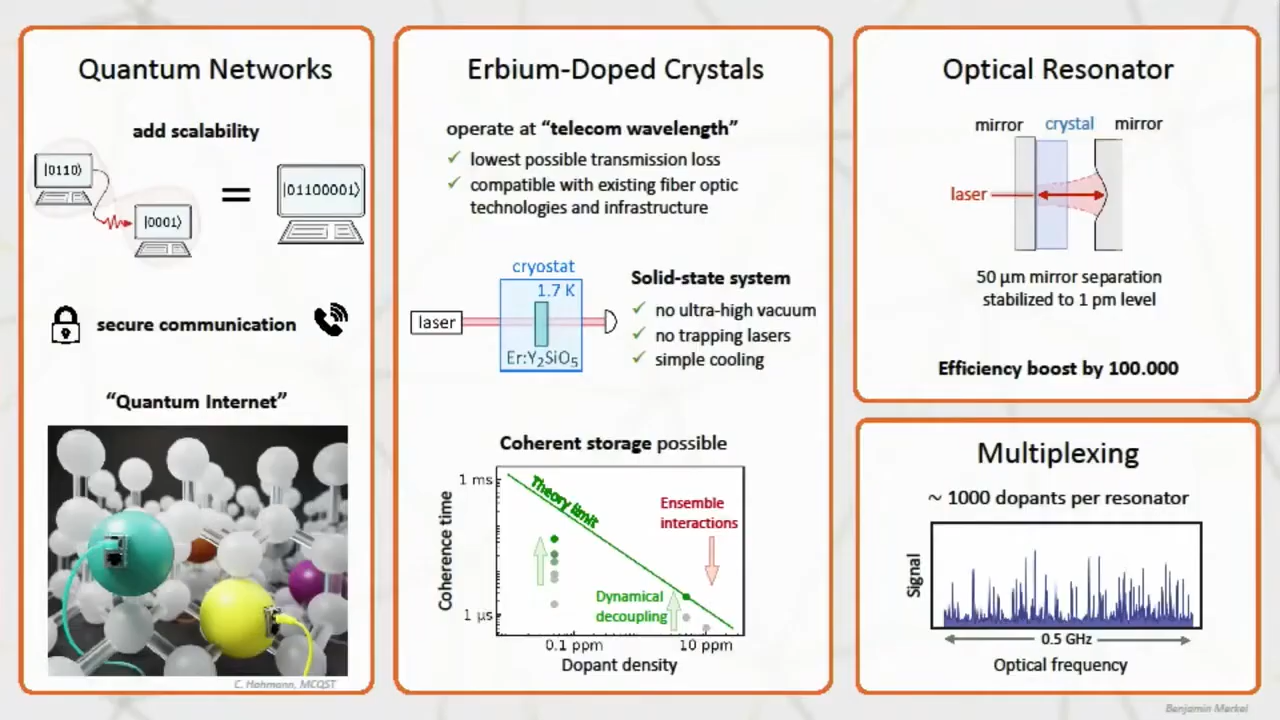 Quantum Networks
add scalability
|0110⟩
|0001⟩
=
|01100001⟩
secure communication
“Quantum Internet”
C. Hohmann, MCQST
Erbium-Doped Crystals
operate at “telecom wavelength”
✓ lowest possible transmission loss
✓ compatible with existing fiber optic
technologies and infrastructure
cryostat
1.7 K
laser
Er:Y₂SiO₅
Solid-state system
✓ no ultra-high vacuum
✓ no trapping lasers
✓ simple cooling
Coherent storage possible
Coherence time
1 ms
1 µs
Theory limit
Ensemble
interactions
Dynamical
decoupling
0.1 ppm
10 ppm
Dopant density
Optical Resonator
mirror crystal mirror
laser
50 µm mirror separation
stabilized to 1 pm level
Efficiency boost by 100.000
Multiplexing
~ 1000 dopants per resonator
Signal
0.5 GHz
Optical frequency
Benjamin Merkel